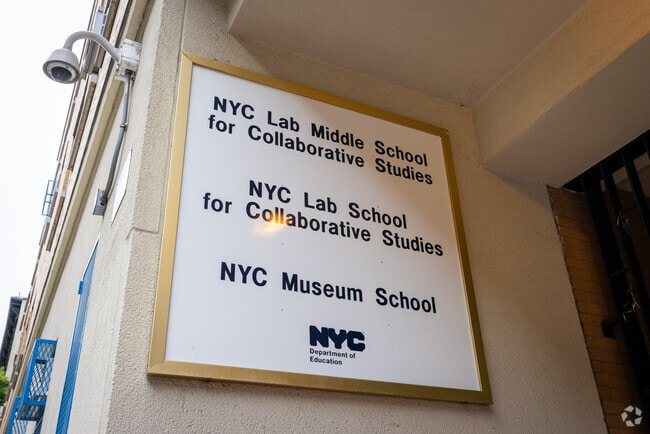 NYC Lab Middle School
for Collaborative Studies
NYC Lab School
for Collaborative Studies
NYC Museum School
NYC
Department of
Education